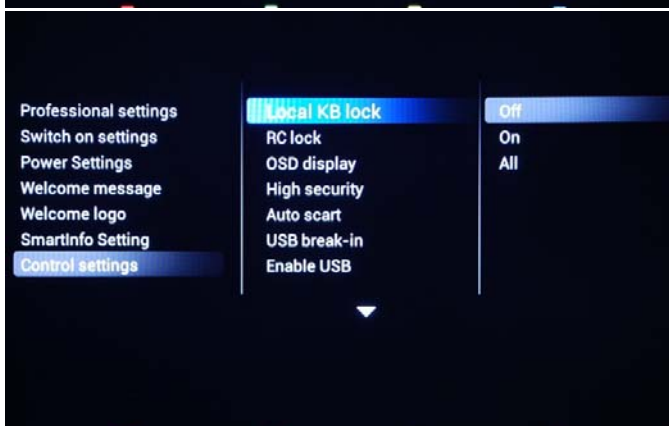 Professional settings
Switch on settings
Power Settings
Welcome message
Welcome logo
SmartInfo Setting
Control settings
Local KB lock
RC lock
OSD display
High security
Auto scart
USB break-in
Enable USB
Off
On
All